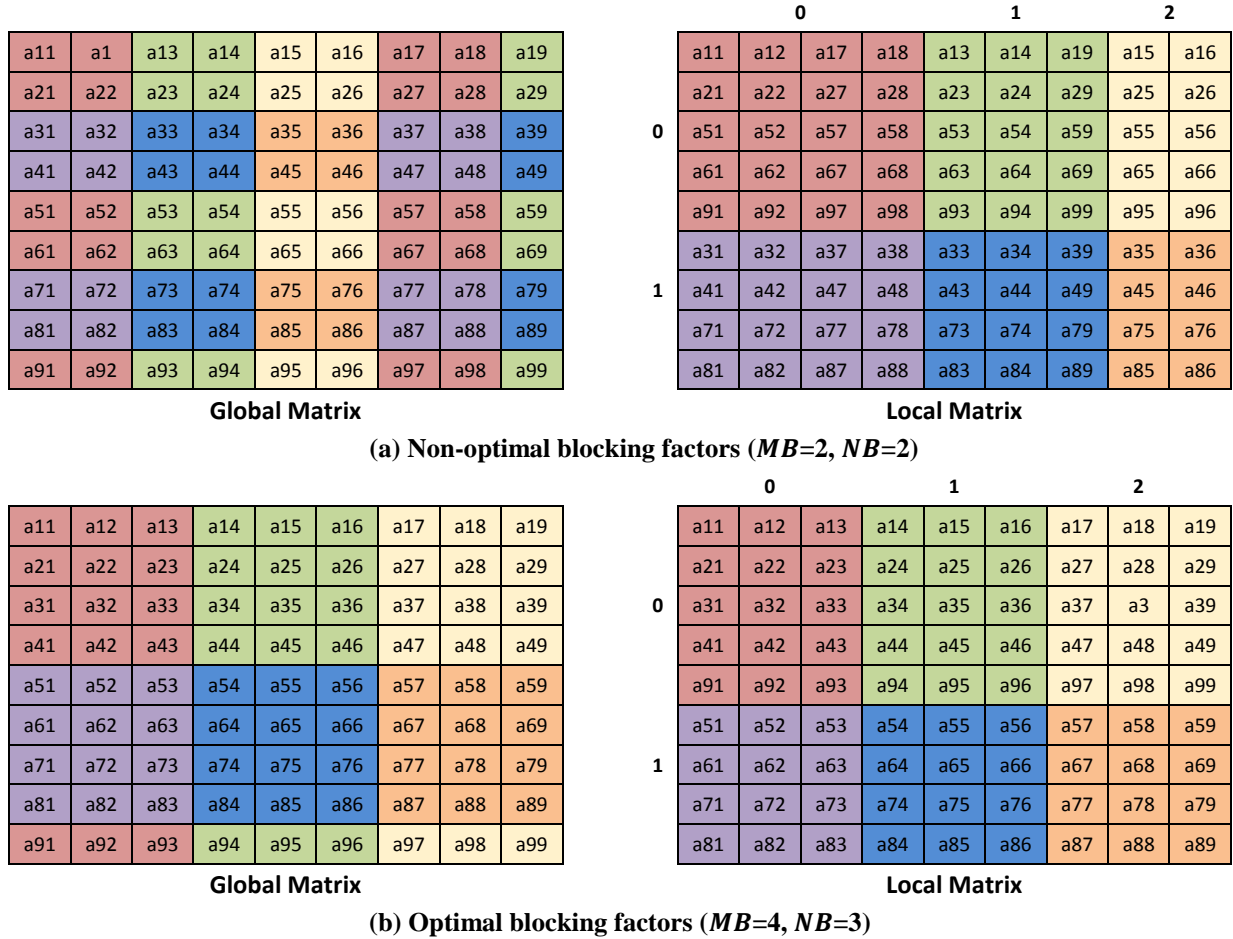 0 1 2
a11 a1 a13 a14 a15 a16 a17 a18 a19 a11 a12 a17 a18 a13 a14 a19 a15 a16
a21 a22 a23 a24 a25 a26 a27 a28 a29 a21 a22 a27 a28 a23 a24 a29 a25 a26
a31 a32 a33 a34 a35 a36 a37 a38 a39 0 a51 a52 a57 a58 a53 a54 a59 a55 a56
a41 a42 a43 a44 a45 a46 a47 a48 a49 a61 a62 a67 a68 a63 a64 a69 a65 a66
a51 a52 a53 a54 a55 a56 a57 a58 a59 a91 a92 a97 a98 a93 a94 a99 a95 a96
a61 a62 a63 a64 a65 a66 a67 a68 a69 a31 a32 a37 a38 a33 a34 a39 a35 a36
a71 a72 a73 a74 a75 a76 a77 a78 a79 1 a41 a42 a47 a48 a43 a44 a49 a45 a46
a81 a82 a83 a84 a85 a86 a87 a88 a89 a71 a72 a77 a78 a73 a74 a79 a75 a76
a91 a92 a93 a94 a95 a96 a97 a98 a99 a81 a82 a87 a88 a83 a84 a89 a85 a86
Global Matrix Local Matrix
(a) Non-optimal blocking factors (MB=2, NB=2)
0 1 2
a11 a12 a13 a14 a15 a16 a17 a18 a19 a11 a12 a13 a14 a15 a16 a17 a18 a19
a21 a22 a23 a24 a25 a26 a27 a28 a29 a21 a22 a23 a24 a25 a26 a27 a28 a29
a31 a32 a33 a34 a35 a36 a37 a38 a39 0 a31 a32 a33 a34 a35 a36 a37 a3 a39
a41 a42 a43 a44 a45 a46 a47 a48 a49 a41 a42 a43 a44 a45 a46 a47 a48 a49
a51 a52 a53 a54 a55 a56 a57 a58 a59 a91 a92 a93 a94 a95 a96 a97 a98 a99
a61 a62 a63 a64 a65 a66 a67 a68 a69 a51 a52 a53 a54 a55 a56 a57 a58 a59
a71 a72 a73 a74 a75 a76 a77 a78 a79 1 a61 a62 a63 a64 a65 a66 a67 a68 a69
a81 a82 a83 a84 a85 a86 a87 a88 a89 a71 a72 a73 a74 a75 a76 a77 a78 a79
a91 a92 a93 a94 a95 a96 a97 a98 a99 a81 a82 a83 a84 a85 a86 a87 a88 a89
Global Matrix Local Matrix
(b) Optimal blocking factors (MB=4, NB=3)